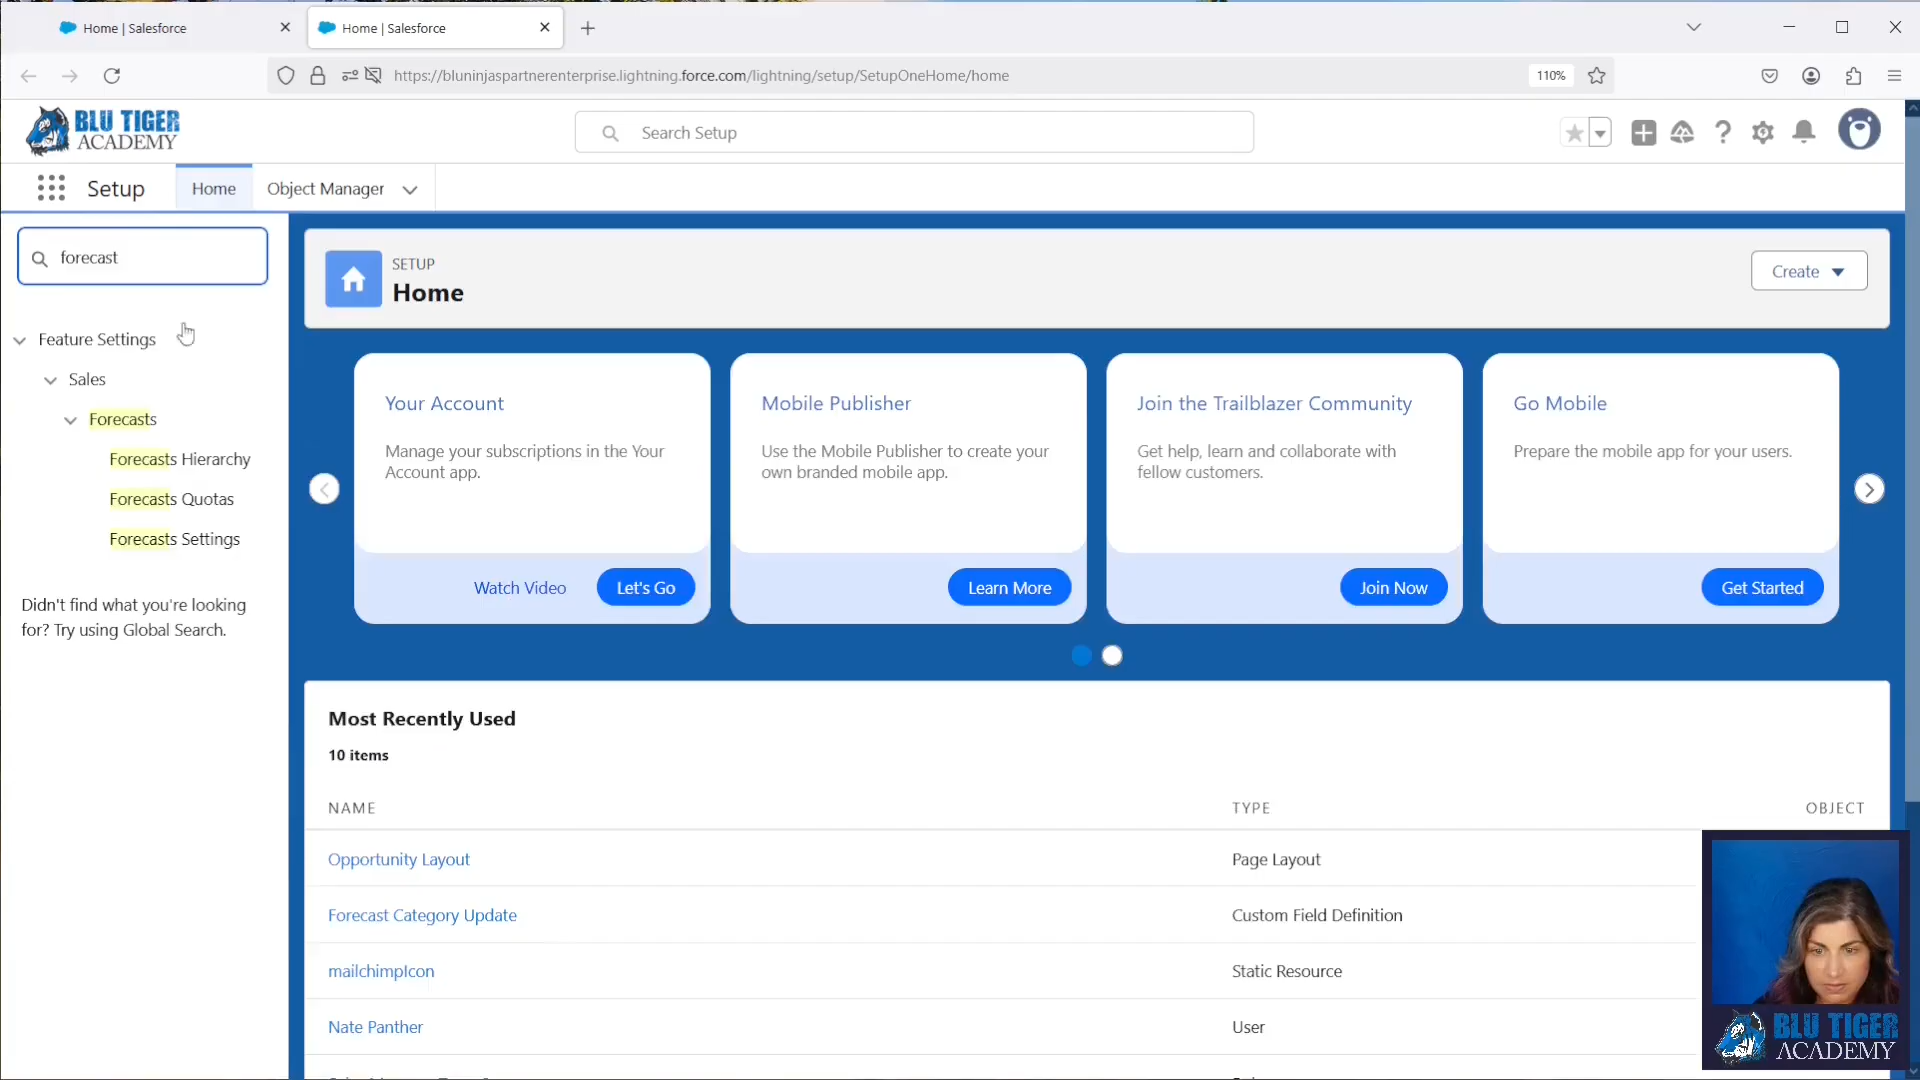 Home | Salesforce
Home | Salesforce
https://bluninjaspartnerenterprise.lightning.force.com/lightning/setup/SetupOneHome/home
110%
BLU TIGER
ACADEMY
Search Setup
Setup
Home
Object Manager
forecast
Feature Settings
Sales
Forecasts
Forecasts Hierarchy
Forecasts Quotas
Forecasts Settings
Didn't find what you're looking
for? Try using Global Search.
SETUP
Home
Create
Your Account
Manage your subscriptions in the Your
Account app.
Watch Video
Let's Go
Mobile Publisher
Use the Mobile Publisher to create your
own branded mobile app.
Learn More
Join the Trailblazer Community
Get help, learn and collaborate with
fellow customers.
Join Now
Go Mobile
Prepare the mobile app for your users.
Get Started
Most Recently Used
10 items
NAME
TYPE
OBJECT
Opportunity Layout
Page Layout
Forecast Category Update
Custom Field Definition
mailchimpIcon
Static Resource
Nate Panther
User
BLU TIGER
ACADEMY